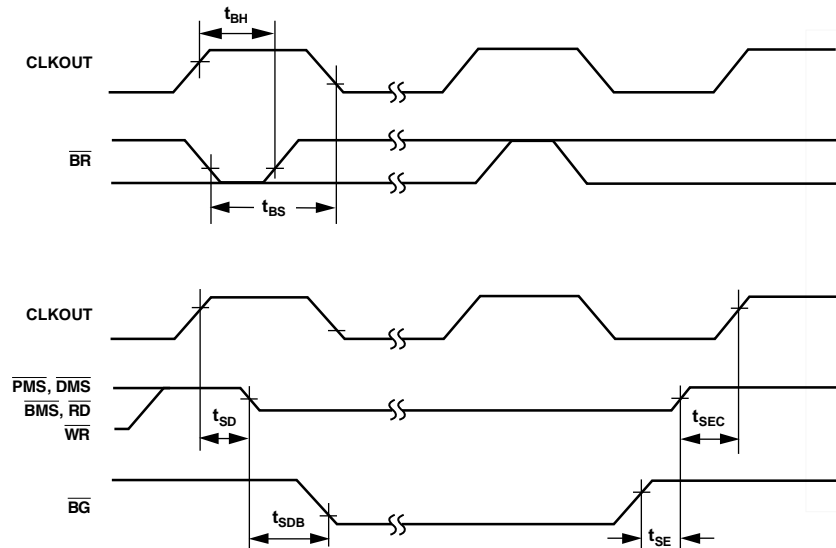 tBH
CLKOUT
BR
tBS
CLKOUT
PMS, DMS
BMS, RD
WR
tSD
tSEC
BG
tSDB
tSE